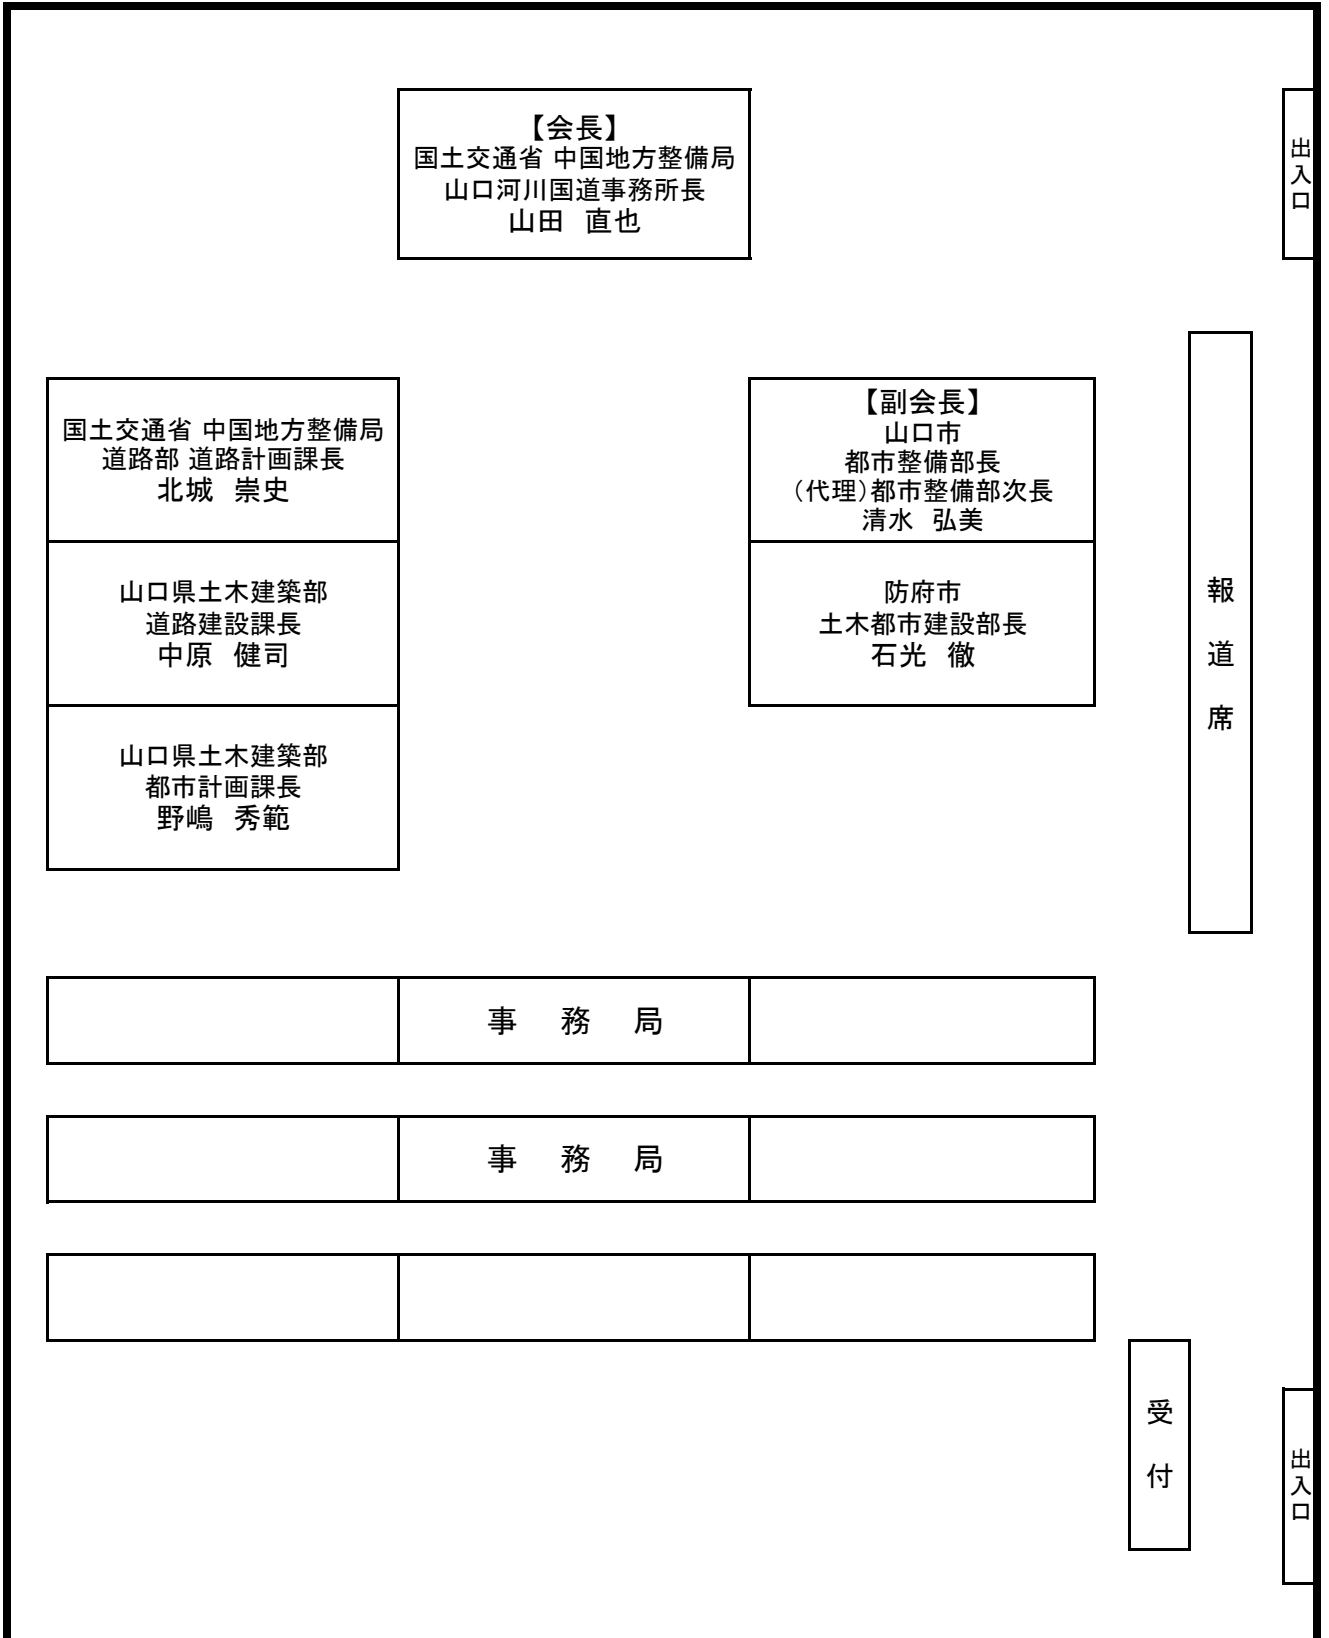 【会長】
国土交通省 中国地方整備局
山口河川国道事務所長
山田　直也
出入口
国土交通省 中国地方整備局
道路部 道路計画課長
北城　崇史
【副会長】
山口市
都市整備部長
（代理）都市整備部次長
清水　弘美
山口県土木建築部
道路建設課長
中原　健司
防府市
土木都市建設部長
石光　徹
報道席
山口県土木建築部
都市計画課長
野嶋　秀範
事　務　局
事　務　局
受付
出入口